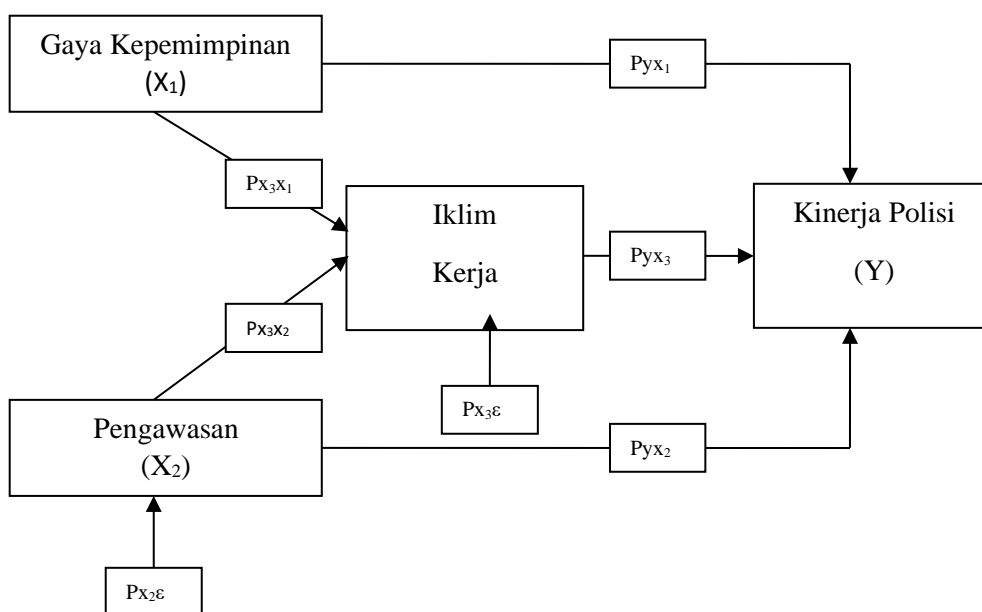 Gaya Kepemimpinan
(X₁)
Pyx₁
Px₃x₁
Iklim
Kerja
Pyx₃
Kinerja Polisi
(Y)
Px₃x₂
Px₃ε
Pengawasan
(X₂)
Pyx₂
Px₂ε